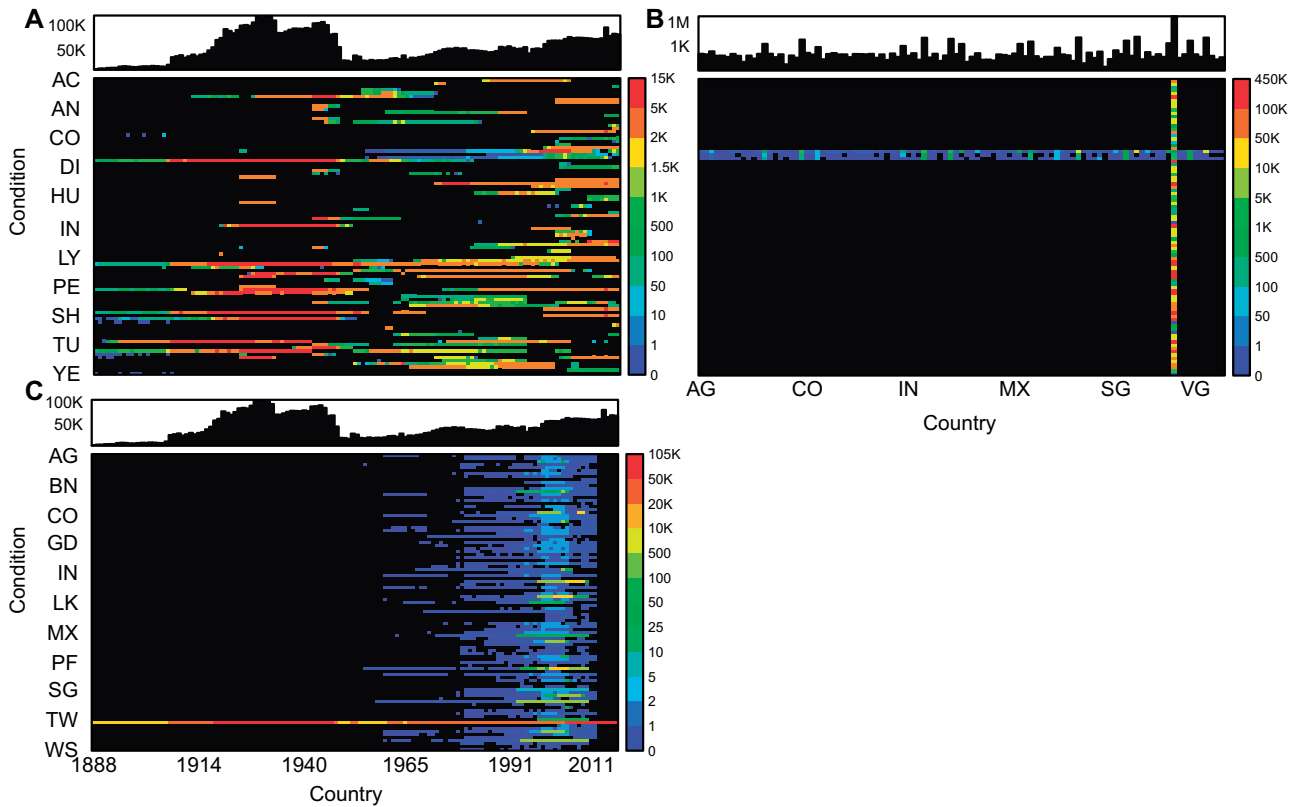 A
100K
50K
AC
AN
CO
DI
HU
IN
LY
PE
SH
TU
YE
Condition
15K
5K
2K
1.5K
1K
500
100
50
10
1
0
B
1M
1K
450K
100K
50K
10K
5K
1K
500
100
1
0
AG CO IN MX SG VG
Country
C
100K
50K
AG
BN
CO
GD
IN
LK
MX
PF
SG
TW
WS
Condition
105K
50K
20K
10K
500
100
50
25
10
5
2
1
0
1888 1914 1940 1965 1991 2011
Country